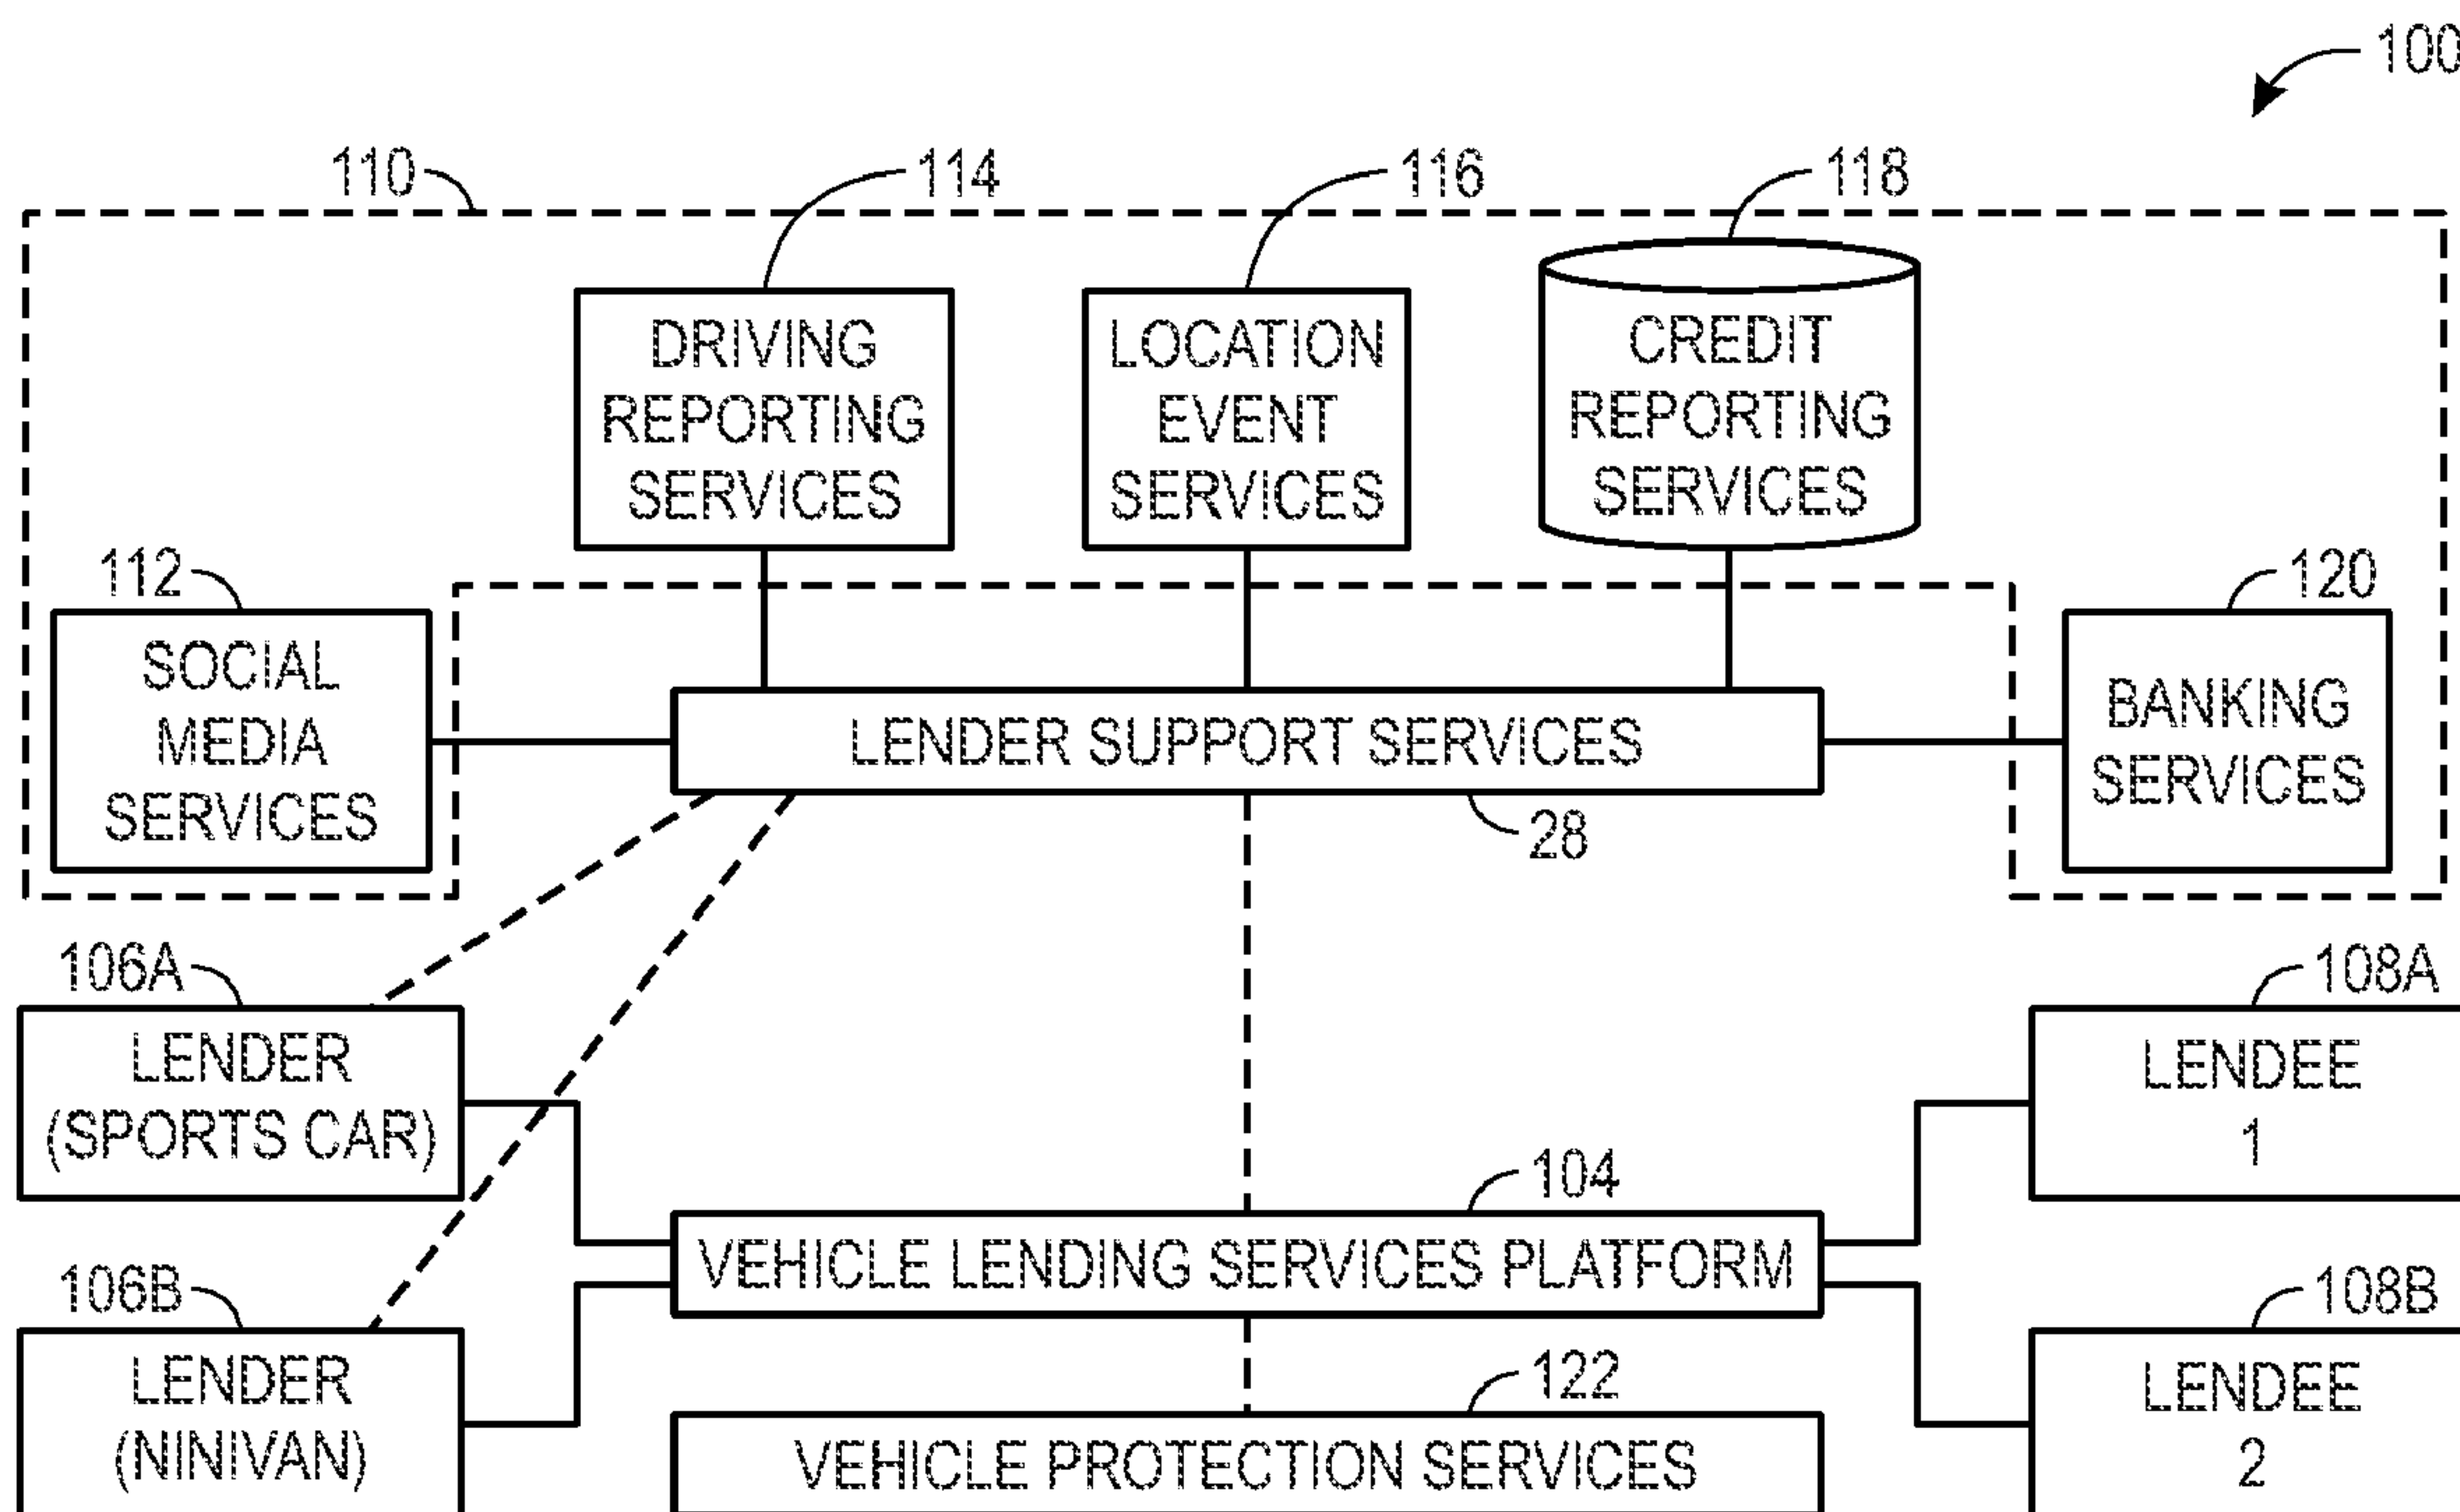 100
110
114
116
118
DRIVING
REPORTING
SERVICES
LOCATION
EVENT
SERVICES
CREDIT
REPORTING
SERVICES
112
120
SOCIAL
MEDIA
SERVICES
LENDER SUPPORT SERVICES
BANKING
SERVICES
28
106A
108A
LENDER
(SPORTS CAR)
LENDEE
1
104
VEHICLE LENDING SERVICES PLATFORM
106B
108B
LENDER
(NINIVAN)
122
VEHICLE PROTECTION SERVICES
LENDEE
2